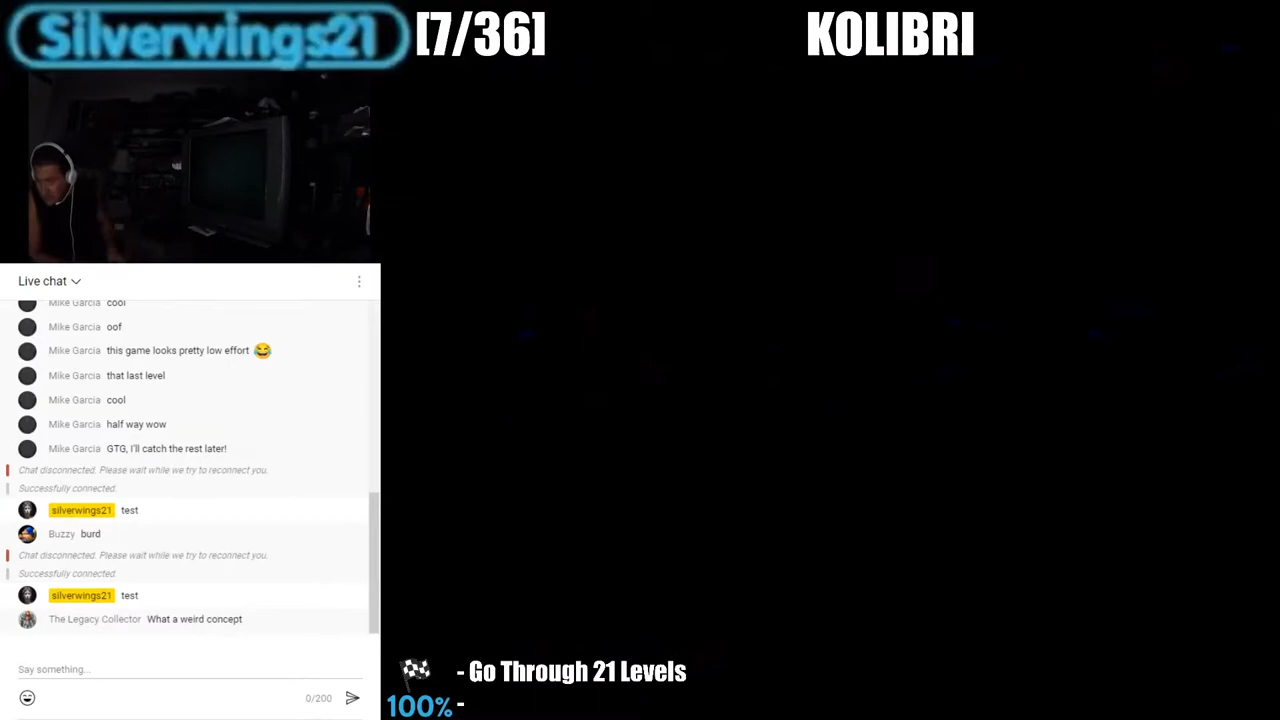 Silverwings21
[7/36]
KOLIBRI
Live chat
Mike Garcia cool
Mike Garcia oof
Mike Garcia this game looks pretty low effort 😂
Mike Garcia that last level
Mike Garcia cool
Mike Garcia half way wow
Mike Garcia GTG, I'll catch the rest later!
Chat disconnected. Please wait while we try to reconnect you.
Successfully connected.
silverwings21 test
Buzzy burd
Chat disconnected. Please wait while we try to reconnect you.
Successfully connected.
silverwings21 test
The Legacy Collector What a weird concept
Say something...
0/200
- Go Through 21 Levels
100% -